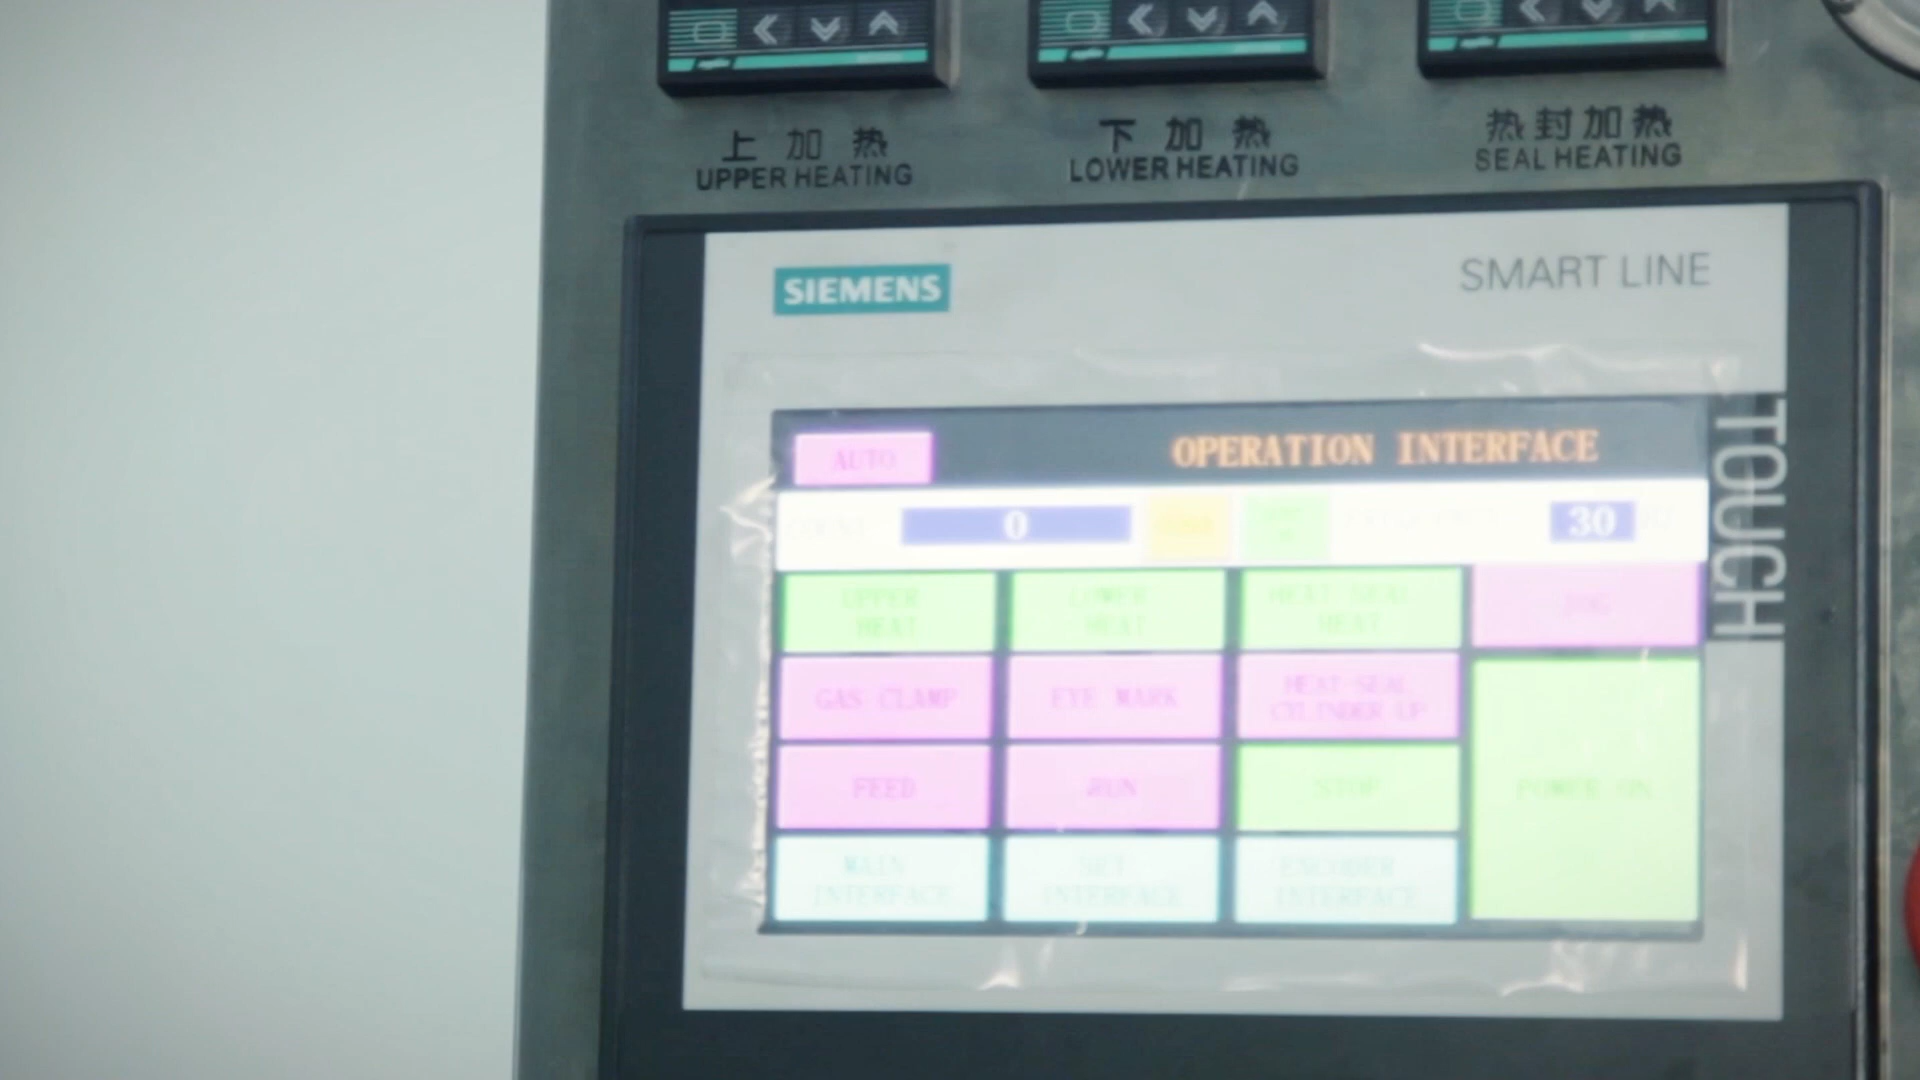 上加热
UPPER HEATING
下加热
LOWER HEATING
热封加热
SEAL HEATING
SIEMENS
SMART LINE
TOUCH
AUTO
OPERATION INTERFACE
0
30
UPPER
HEAT
LOWER
HEAT
HEAT SEAL
HEAT
GAS CLAMP
EYE MARK
HEAT SEAL
CYLINDER UP
FEED
RUN
STOP
POWER ON
MAIN
INTERFACE
SET
INTERFACE
ENCODER
INTERFACE